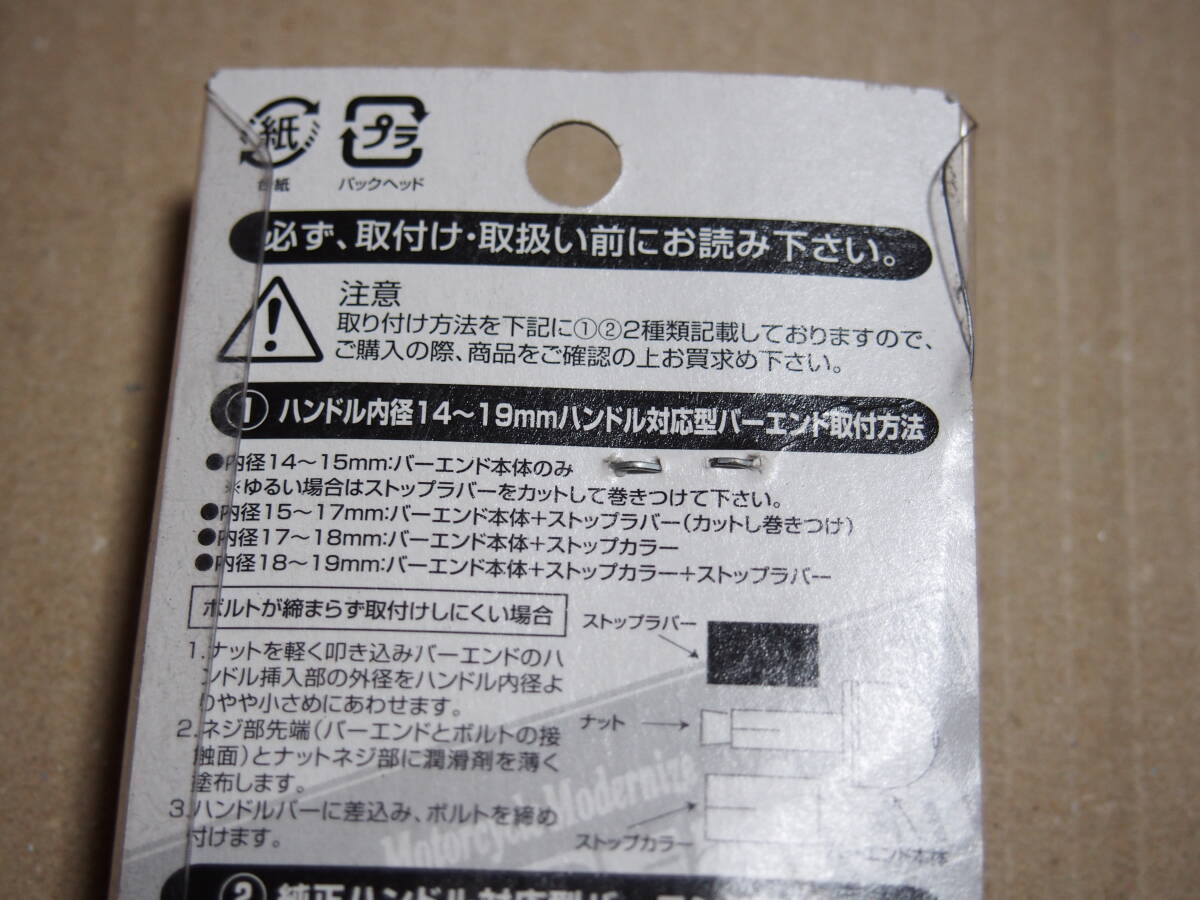 紙
プラ
台紙
バックヘッド
必ず、取付け・取扱い前にお読み下さい。
注意
取り付け方法を下記に①②2種類記載しておりますので、
ご購入の際、商品をご確認の上お買求め下さい。
① ハンドル内径14〜19mmハンドル対応型バーエンド取付方法
●内径14〜15mm:バーエンド本体のみ
※ゆるい場合はストップラバーをカットして巻きつけて下さい。
●内径15〜17mm:バーエンド本体+ストップラバー(カットし巻きつけ)
●内径17〜18mm:バーエンド本体+ストップカラー
●内径18〜19mm:バーエンド本体+ストップカラー+ストップラバー
ボルトが締まらず取付けしにくい場合
1.ナットを軽く叩き込みバーエンドのハ
ンドル挿入部の外径をハンドル内径よ
りやや小さめにあわせます。
2.ネジ部先端(バーエンドとボルトの接
触面)とナットネジ部に潤滑剤を薄く
塗布します。
3.ハンドルバーに差込み、ボルトを締め
付けます。
ストップラバー
ナット
ストップカラー
バーエンド本体
Motorcycle Modernize
② 純正ハンドル対応型バーエン